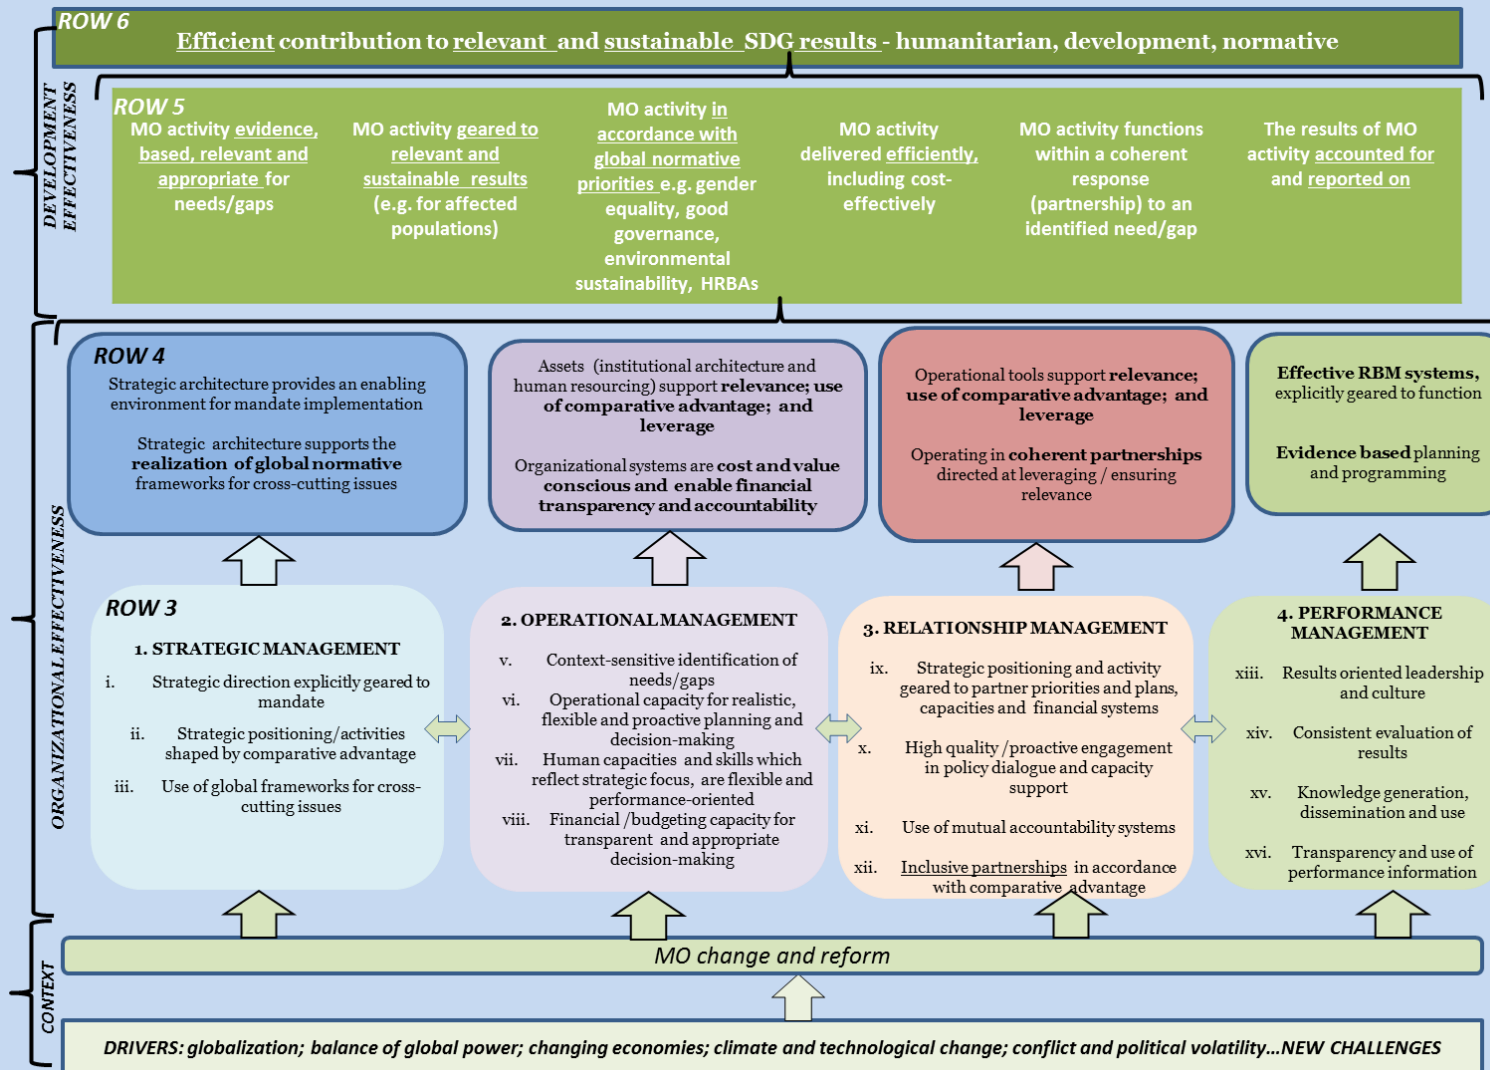 ROW 6
Efficient contribution to relevant and sustainable SDG results - humanitarian, development, normative
DEVELOPMENT
EFFECTIVENESS
ROW 5
MO activity evidence,
based, relevant and
appropriate for
needs/gaps
MO activity geared to
relevant and
sustainable results
(e.g. for affected
populations)
MO activity in
accordance with
global normative
priorities e.g. gender
equality, good
governance,
environmental
sustainability, HRBAs
MO activity
delivered efficiently,
including cost-
effectively
MO activity functions
within a coherent
response
(partnership) to an
identified need/gap
The results of MO
activity accounted for
and reported on
ORGANIZATIONAL EFFECTIVENESS
ROW 4
Strategic architecture provides an enabling
environment for mandate implementation
Strategic architecture supports the
realization of global normative
frameworks for cross-cutting issues
Assets (institutional architecture and
human resourcing) support relevance; use
of comparative advantage; and
leverage
Organizational systems are cost and value
conscious and enable financial
transparency and accountability
Operational tools support relevance;
use of comparative advantage; and
leverage
Operating in coherent partnerships
directed at leveraging / ensuring
relevance
Effective RBM systems,
explicitly geared to function
Evidence based planning
and programming
ROW 3
1. STRATEGIC MANAGEMENT
i. Strategic direction explicitly geared to
mandate
ii. Strategic positioning/activities
shaped by comparative advantage
iii. Use of global frameworks for cross-
cutting issues
2. OPERATIONAL MANAGEMENT
v. Context-sensitive identification of
needs/gaps
vi. Operational capacity for realistic,
flexible and proactive planning and
decision-making
vii. Human capacities and skills which
reflect strategic focus, are flexible and
performance-oriented
viii. Financial /budgeting capacity for
transparent and appropriate
decision-making
3. RELATIONSHIP MANAGEMENT
ix. Strategic positioning and activity
geared to partner priorities and plans,
capacities and financial systems
x. High quality /proactive engagement
in policy dialogue and capacity
support
xi. Use of mutual accountability systems
xii. Inclusive partnerships in accordance
with comparative advantage
4. PERFORMANCE
MANAGEMENT
xiii. Results oriented leadership
and culture
xiv. Consistent evaluation of
results
xv. Knowledge generation,
dissemination and use
xvi. Transparency and use of
performance information
CONTEXT
MO change and reform
DRIVERS: globalization; balance of global power; changing economies; climate and technological change; conflict and political volatility...NEW CHALLENGES